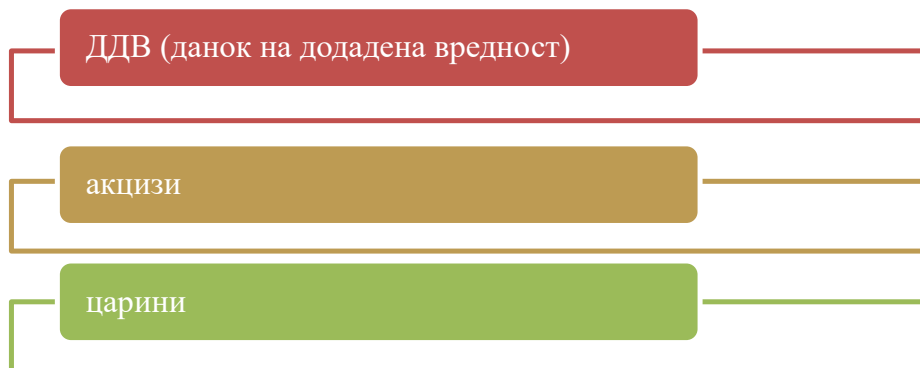 ДДВ (данок на додадена вредност)
акцизи
царини